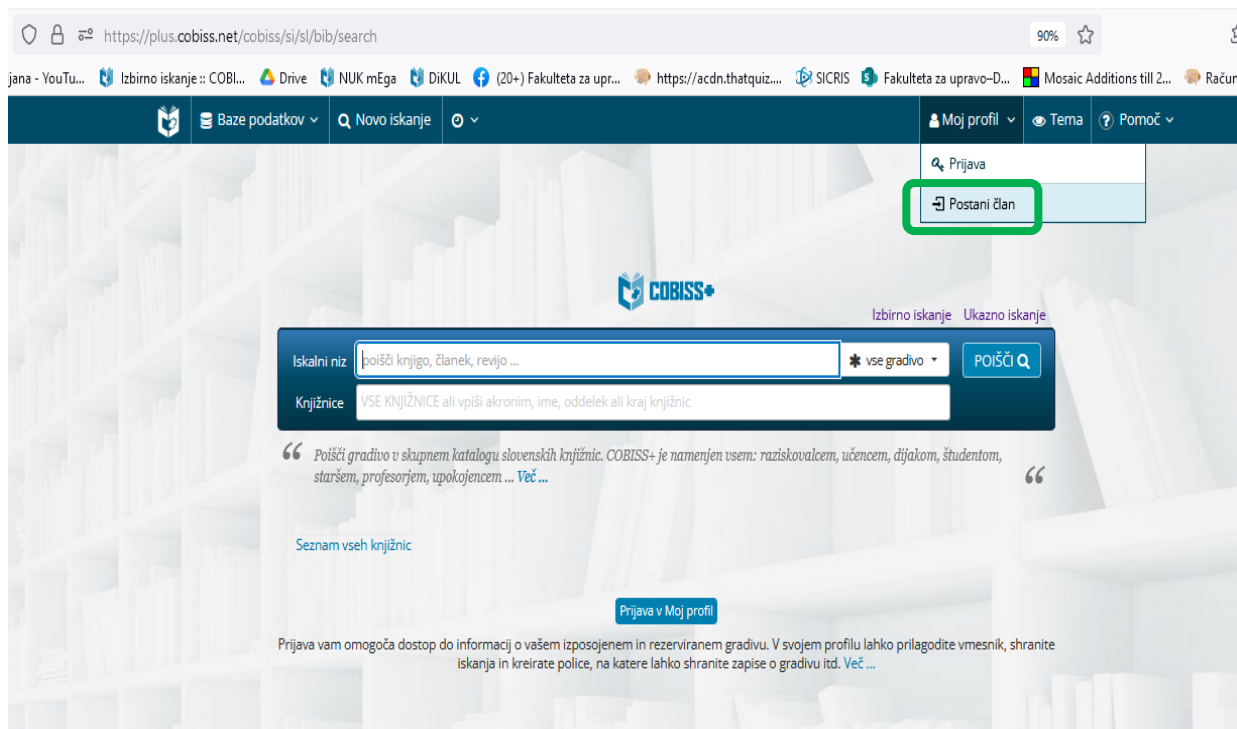 https://plus.cobiss.net/cobiss/si/sl/bib/search 90%
jana - YouTu... Izbirno iskanje :: COBI... Drive NUK mEga DiKUL (20+) Fakulteta za upr... https://acdn.thatquiz.... SICRIS Fakulteta za upravo–D... Mosaic Additions till 2... Račun
Baze podatkov Novo iskanje Moj profil Tema Pomoč
Prijava
Postani član
COBISS+
Izbirno iskanje Ukazno iskanje
Iskalni niz poišči knjigo, članek, revijo ... vse gradivo POIŠČI
Knjižnice VSE KNJIŽNICE ali vpiši akronim, ime, oddelek ali kraj knjižnic
Poišči gradivo v skupnem katalogu slovenskih knjižnic. COBISS+ je namenjen vsem: raziskovalcem, učencem, dijakom, študentom,
staršem, profesorjem, upokojencem ... Več ...
Seznam vseh knjižnic
Prijava v Moj profil
Prijava vam omogoča dostop do informacij o vašem izposojenem in rezerviranem gradivu. V svojem profilu lahko prilagodite vmesnik, shranite
iskanja in kreirate police, na katere lahko shranite zapise o gradivu itd. Več ...